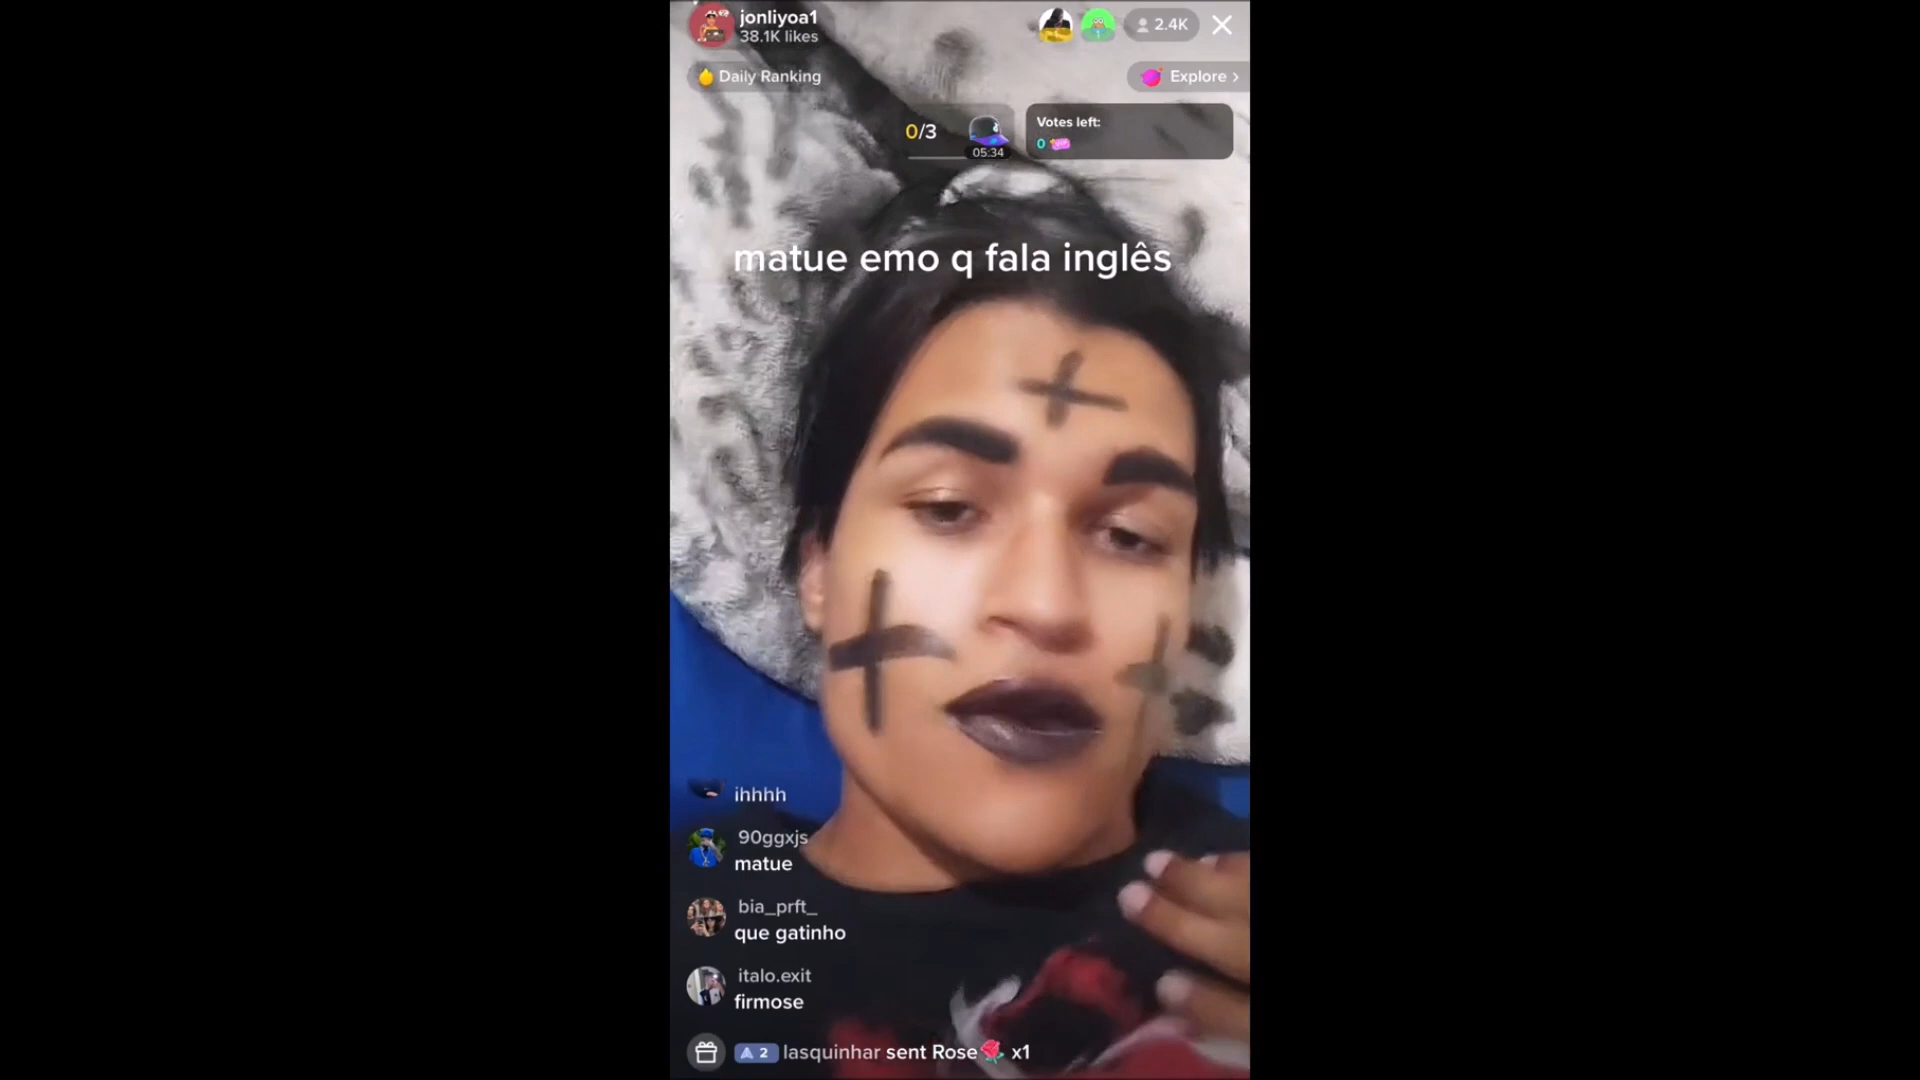 jonliyoa1
38.1K likes
2.4K
Daily Ranking
Explore
0/3
05:34
Votes left:
0
matue emo q fala inglês
ihhhh
90ggxjs
matue
bia_prft_
que gatinho
italo.exit
firmose
2 lasquinhar sent Rose x1